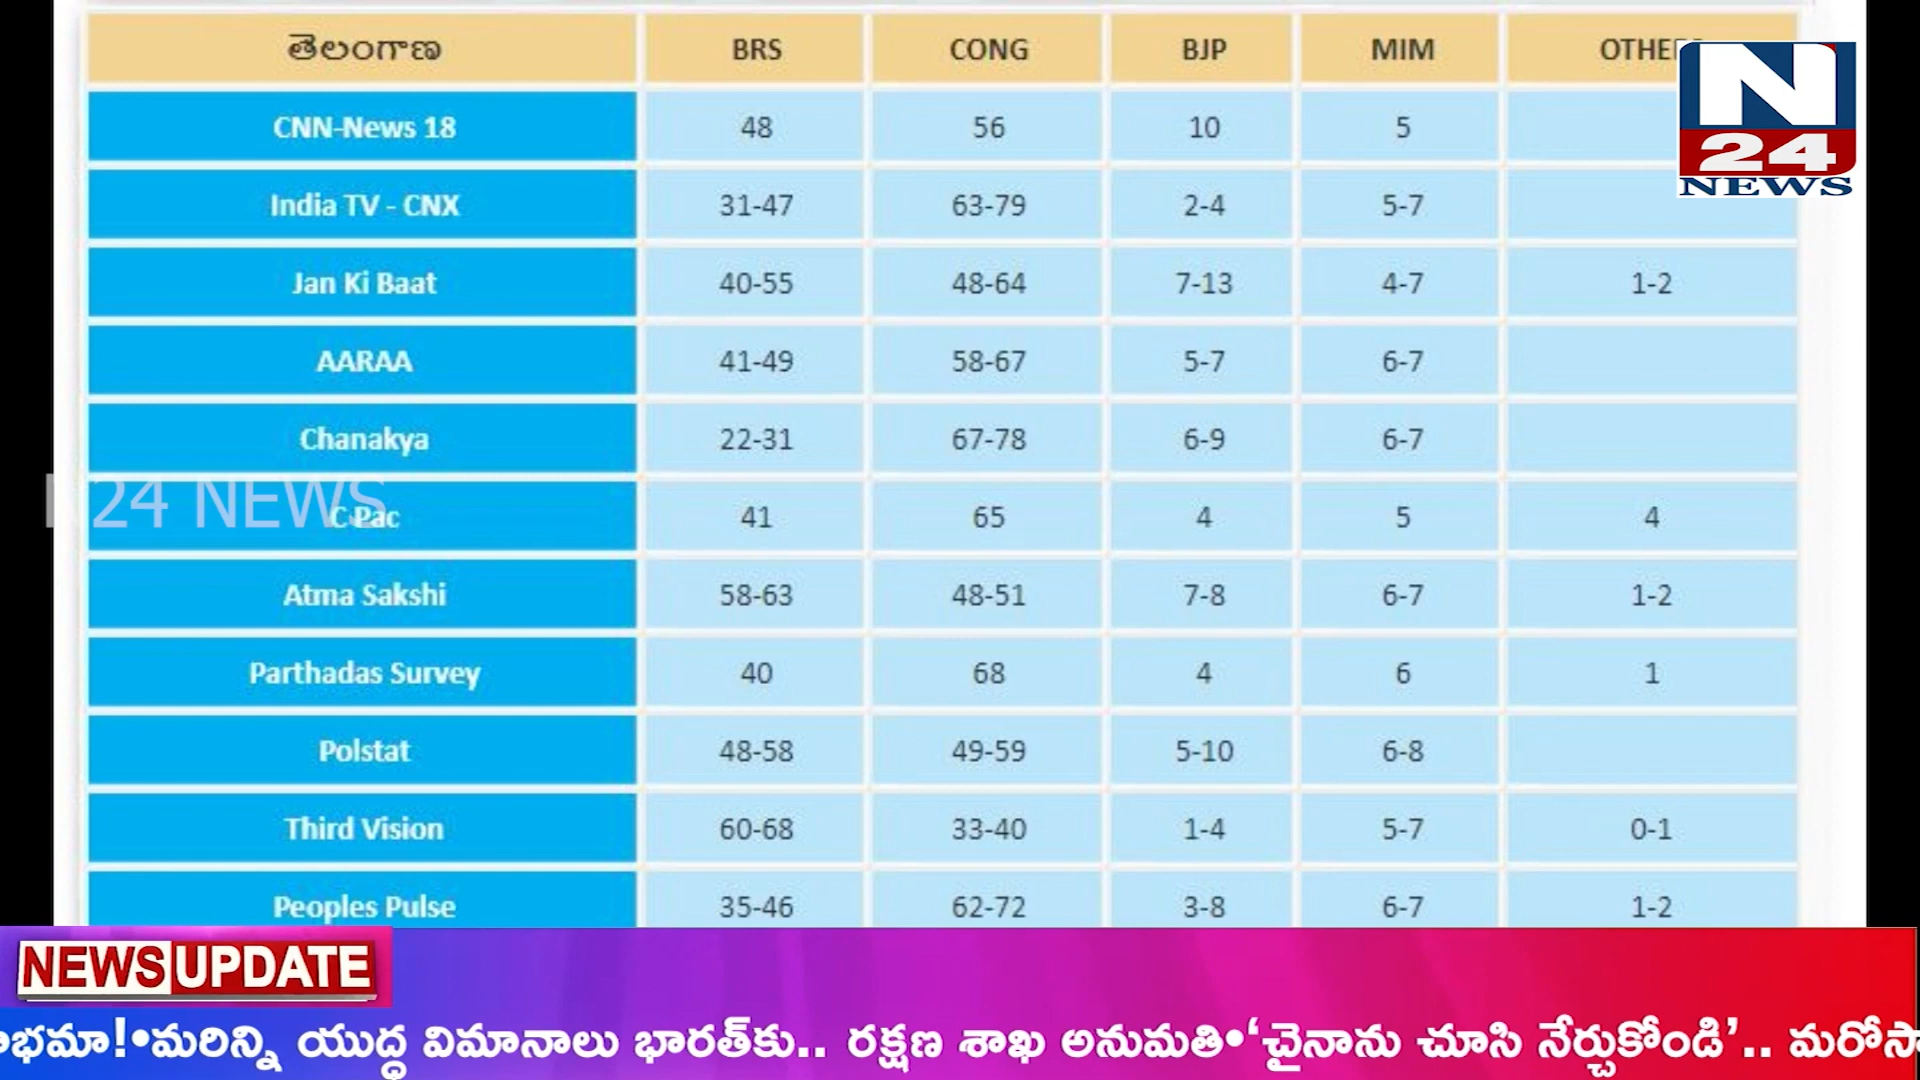 తెలంగాణ BRS CONG BJP MIM OTHE
N
24
NEWS
CNN-News 18 48 56 10 5
India TV - CNX 31-47 63-79 2-4 5-7
Jan Ki Baat 40-55 48-64 7-13 4-7 1-2
AARAA 41-49 58-67 5-7 6-7
Chanakya 22-31 67-78 6-9 6-7
N24 NEWS
C Pac 41 65 4 5 4
Atma Sakshi 58-63 48-51 7-8 6-7 1-2
Parthadas Survey 40 68 4 6 1
Polstat 48-58 49-59 5-10 6-8
Third Vision 60-68 33-40 1-4 5-7 0-1
Peoples Pulse 35-46 62-72 3-8 6-7 1-2
NEWS UPDATE
భమా!•మరిన్ని యుద్ధ విమానాలు భారత్‌కు.. రక్షణ శాఖ అనుమతి•‘చైనాను చూసి నేర్చుకోండి’.. మరోసా